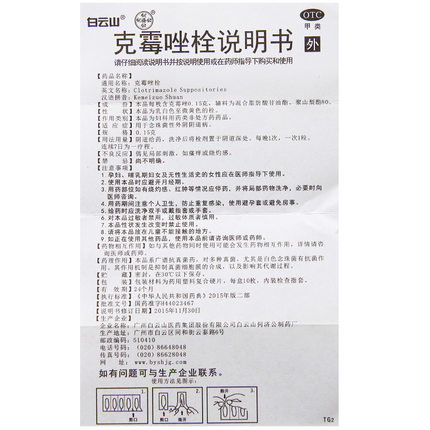 白云山
OTC
甲类
外
克霉唑栓说明书
请仔细阅读说明书并按说明使用或在药师指导下购买和使用
【药品名称】
通用名称：克霉唑栓
英文名称：Clotrimazole Suppositories
汉语拼音：Kemeizuo Shuan
【成 份】本品每枚含克霉唑0.15克。辅料为混合脂肪酸甘油酯、聚山梨酯80。
【性 状】本品为乳白色至微黄色的栓。
【作用类别】本品为妇科用药类非处方药药品。
【适 应 症】用于念珠菌性外阴阴道病。
【规 格】0.15克
【用法用量】阴道给药，洗净后将栓剂置于阴道深处。每晚1次，一次1粒，
连续7日为一疗程。
【不良反应】偶见局部刺激，如瘙痒或烧灼感。
【禁 忌】尚不明确。
【注意事项】
1.孕妇、哺乳期妇女及无性生活史的女性应在医师指导下使用。
2.使用本品时应避开月经期。
3.用药部位如有烧灼感、红肿等情况应停药，并将局部药物洗净，必要时向
医师咨询。
4.用药期间注意个人卫生，防止重复感染，使用避孕套或避免房事。
5.给药时应洗净双手或戴指套或手套。
6.对本品过敏者禁用，过敏体质者慎用。
7.本品性状发生改变时禁止使用。
8.请将本品放在儿童不能接触的地方。
9.如正在使用其他药品，使用本品前请咨询医师或药师。
【药物相互作用】如与其他药物同时使用可能会发生药物相互作用，详情请咨
询医师或药师。
【药理作用】本品系广谱抗真菌药，对多种真菌，尤其是白色念珠菌有抗菌作
用，其作用机制是抑制真菌细胞膜的合成，以及影响其代谢过程。
【贮 藏】密封，在30℃以下保存。
【包 装】包装材料为药用塑料复合硬片，每盒10枚，内装检查指套。
【有 效 期】24个月
【执行标准】《中华人民共和国药典》2015年版二部
【批准文号】国药准字H44023467
【说明书修订日期】2015年11月30日
【生产企业】
企业名称：广州白云山医药集团股份有限公司白云山何济公制药厂
生产地址：广州市白云区同和街云泰路6号
邮政编码：510410
电话号码：(020) 86648048
传真号码：(020) 86628048
网 址：www.byshjg.com
如有问题可与生产企业联系。
使用方法见图示：
1.
2.
3.
剪口
剪口
撕开
TG2